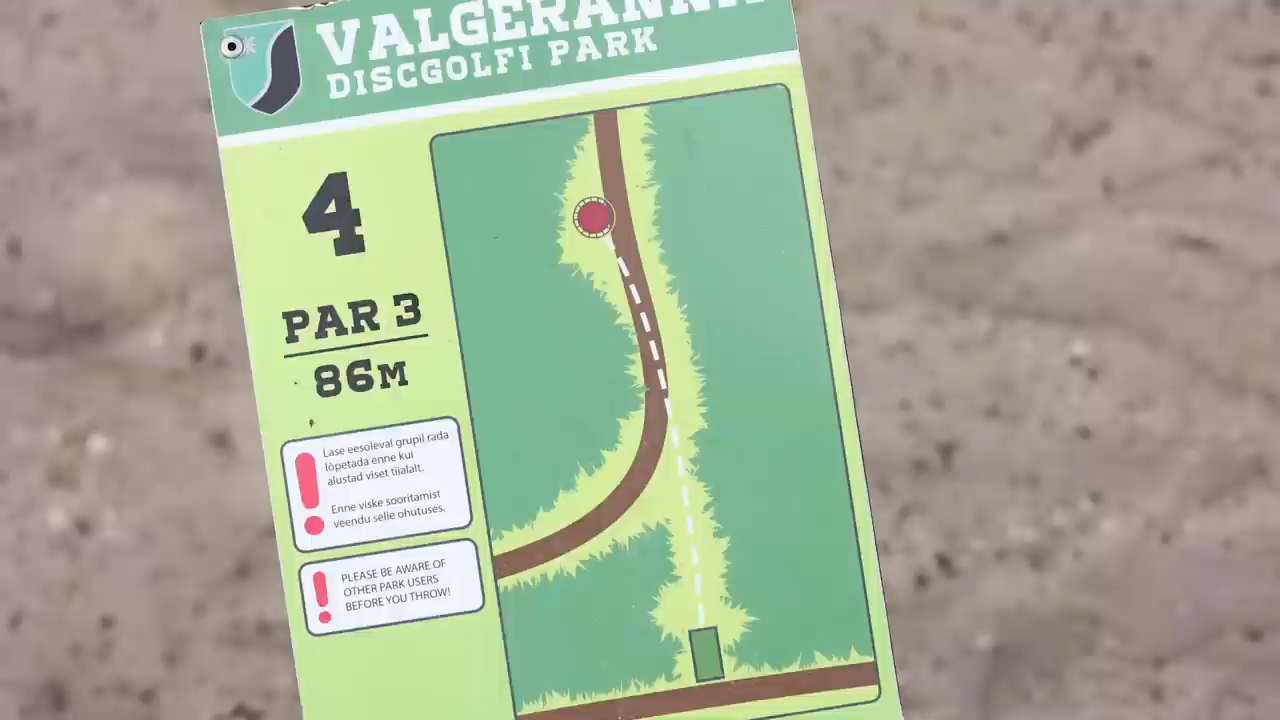 VALGERANNA
DISCGOLFI PARK
4
PAR 3
86M
Lase eesoleval grupil rada
lõpetada enne kui
alustad viset tiialalt.
Enne viske sooritamist
veendu selle ohutuses.
PLEASE BE AWARE OF
OTHER PARK USERS
BEFORE YOU THROW!